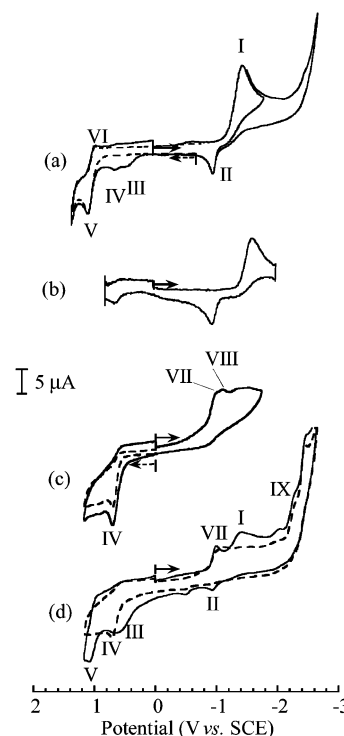 I
VI
(a)
IV III
II
V
(b)
5 µA
VIII
VII
(c)
IV
IX
VII I
(d)
II
IV III
V
2 1 0 -1 -2 -3
Potential (V vs. SCE)